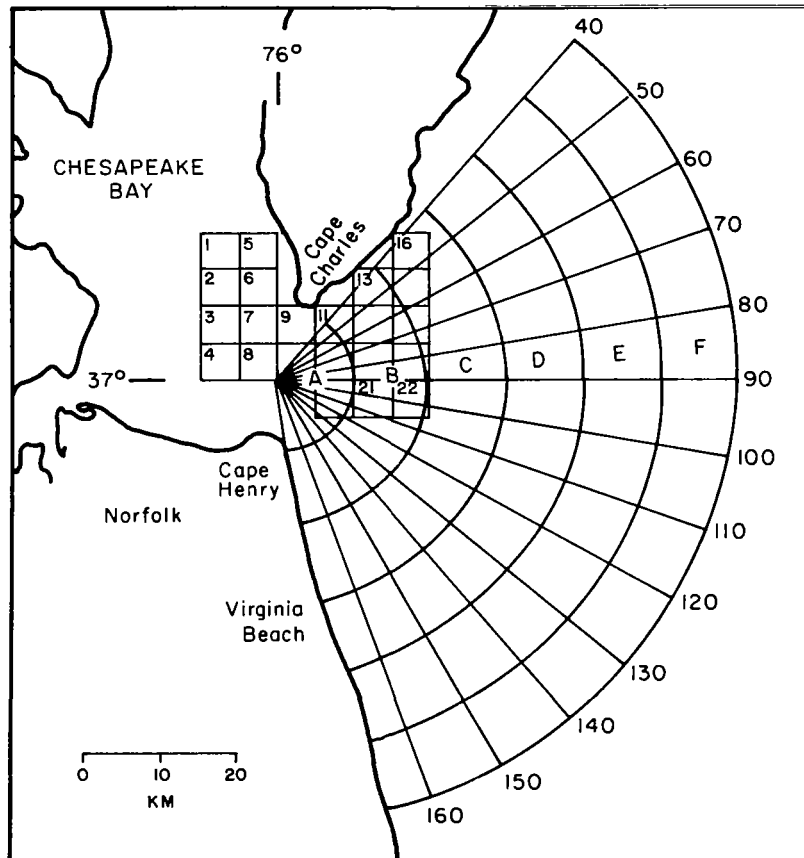 40
76°
50
CHESAPEAKE
BAY
60
Cape
Charles
70
1 5 16
2 6 13
80
3 7 9 11
A B C D E F
4 8
37° 90
21 22
100
Cape
Henry
Norfolk
110
Virginia
Beach
120
130
140
0 10 20
KM
150
160